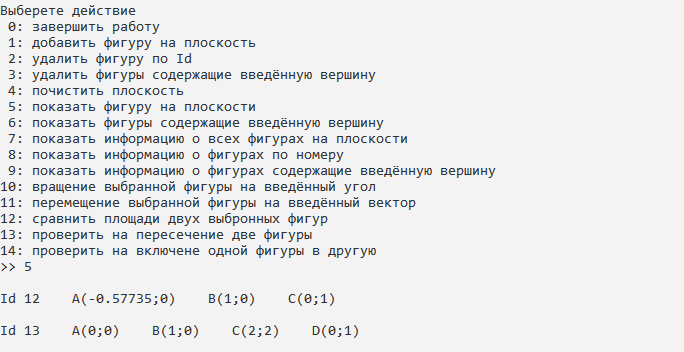 Выберете действие
0: завершить работу
1: добавить фигуру на плоскость
2: удалить фигуру по Id
3: удалить фигуры содержащие введённую вершину
4: почистить плоскость
5: показать фигуру на плоскости
6: показать фигуры содержащие введённую вершину
7: показать информацию о всех фигурах на плоскости
8: показать информацию о фигурах по номеру
9: показать информацию о фигурах содержащие введённую вершину
10: вращение выбранной фигуры на введённый угол
11: перемещение выбранной фигуры на введённый вектор
12: сравнить площади двух выбронных фигур
13: проверить на пересечение две фигуры
14: проверить на включене одной фигуры в другую
>> 5
Id 12    A(-0.57735;0)    B(1;0)    C(0;1)
Id 13    A(0;0)    B(1;0)    C(2;2)    D(0;1)